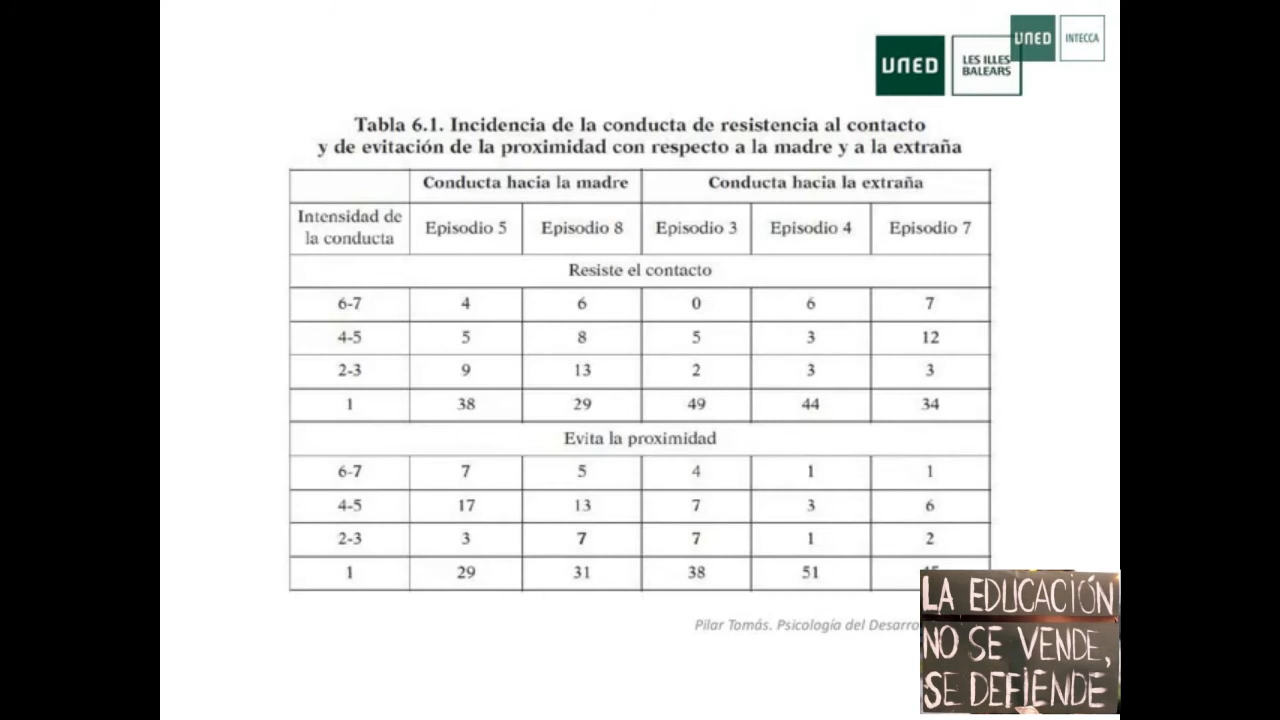 UNED
INTECCA
UNED
LES ILLES
BALEARS
Tabla 6.1. Incidencia de la conducta de resistencia al contacto
y de evitación de la proximidad con respecto a la madre y a la extraña
Conducta hacia la madre Conducta hacia la extraña
Intensidad de
la conducta
Episodio 5 Episodio 8 Episodio 3 Episodio 4 Episodio 7
Resiste el contacto
6-7 4 6 0 6 7
4-5 5 8 5 3 12
2-3 9 13 2 3 3
1 38 29 49 44 34
Evita la proximidad
6-7 7 5 4 1 1
4-5 17 13 7 3 6
2-3 3 7 7 1 2
1 29 31 38 51
Pilar Tomás. Psicología del
LA EDUCACIÓN
NO SE VENDE,
SE DEFIENDE